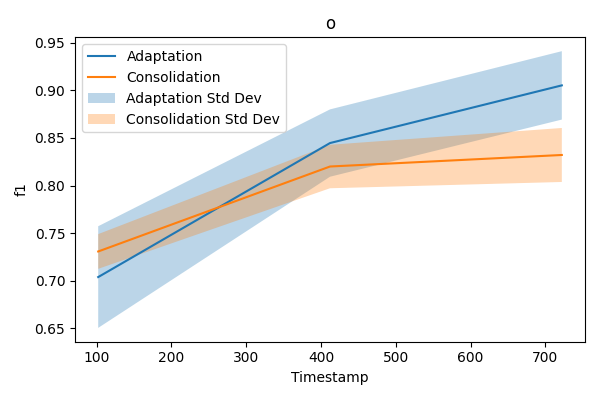 o
Adaptation
Consolidation
Adaptation Std Dev
Consolidation Std Dev
f1
0.95
0.90
0.85
0.80
0.75
0.70
0.65
100 200 300 400 500 600 700
Timestamp